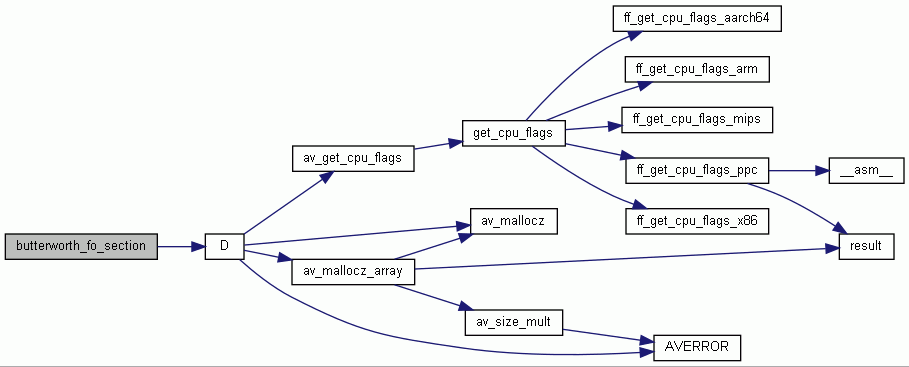 ff_get_cpu_flags_aarch64
ff_get_cpu_flags_arm
ff_get_cpu_flags_mips
get_cpu_flags
av_get_cpu_flags
ff_get_cpu_flags_ppc
__asm__
av_mallocz
ff_get_cpu_flags_x86
butterworth_fo_section
D
result
av_mallocz_array
av_size_mult
AVERROR